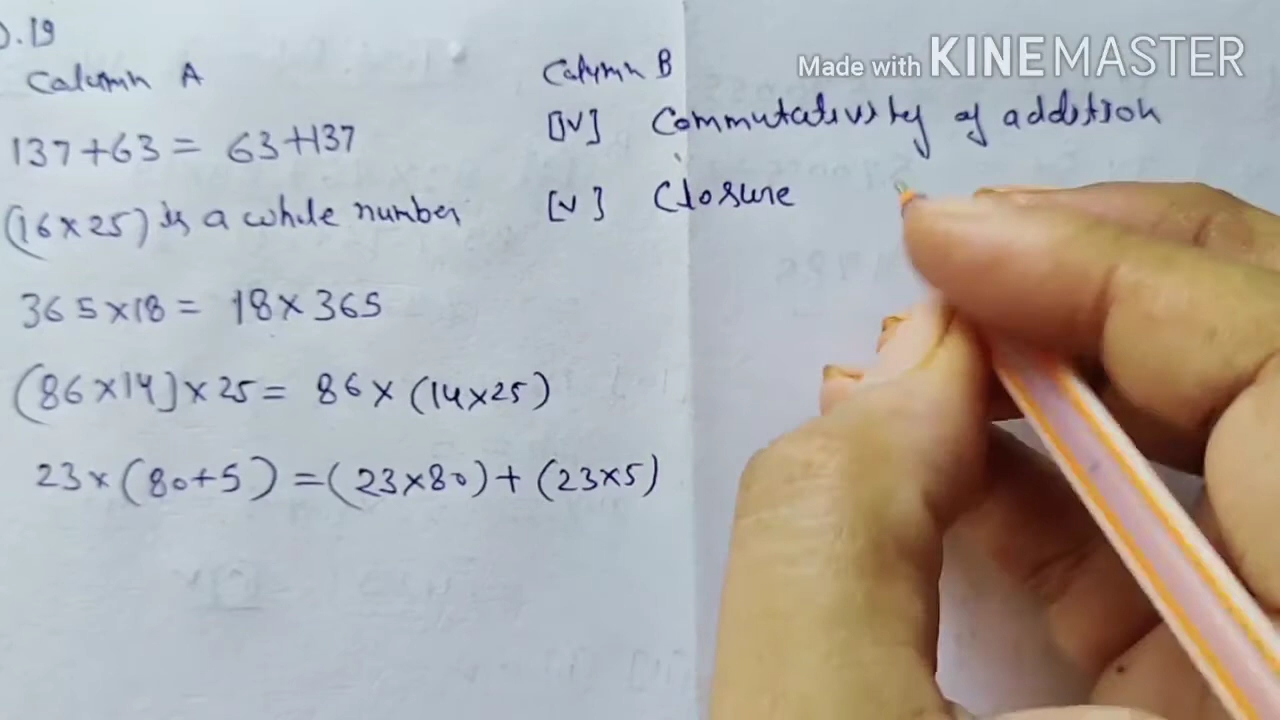 Q.19
Column A
Column B
Made with KINEMASTER
137+63 = 63+137
[IV] Commutativity of addition
(16×25) is a whole number
[V] Closure
365×18 = 18×365
(86×14)×25 = 86×(14×25)
23×(80+5) = (23×80)+(23×5)